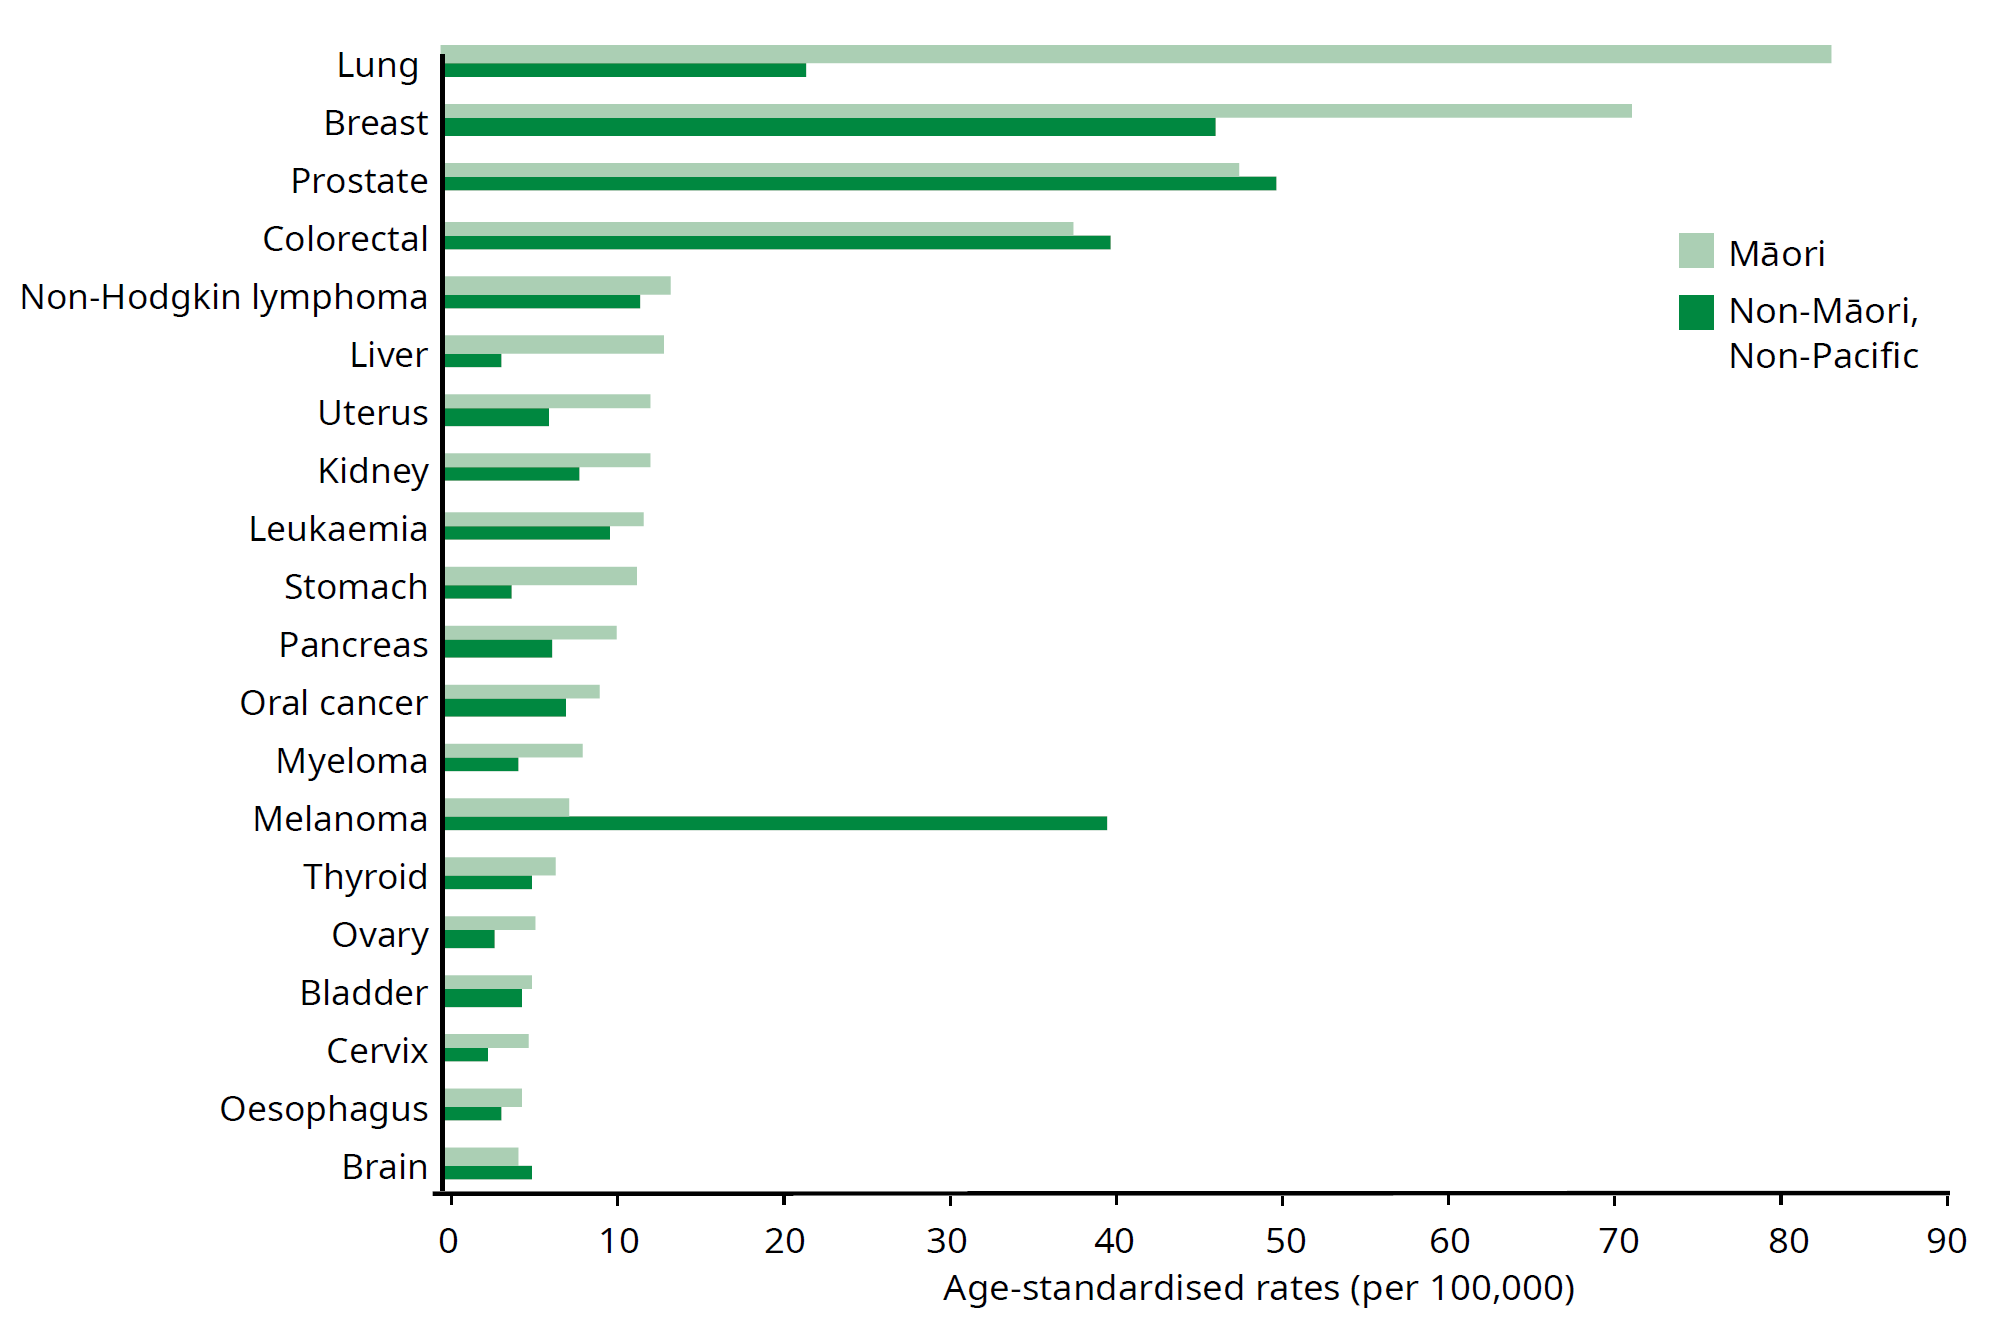 Lung
Breast
Prostate
Colorectal
Non-Hodgkin lymphoma
Liver
Uterus
Kidney
Leukaemia
Stomach
Pancreas
Oral cancer
Myeloma
Melanoma
Thyroid
Ovary
Bladder
Cervix
Oesophagus
Brain
Māori
Non-Māori,
Non-Pacific
0 10 20 30 40 50 60 70 80 90
Age-standardised rates (per 100,000)